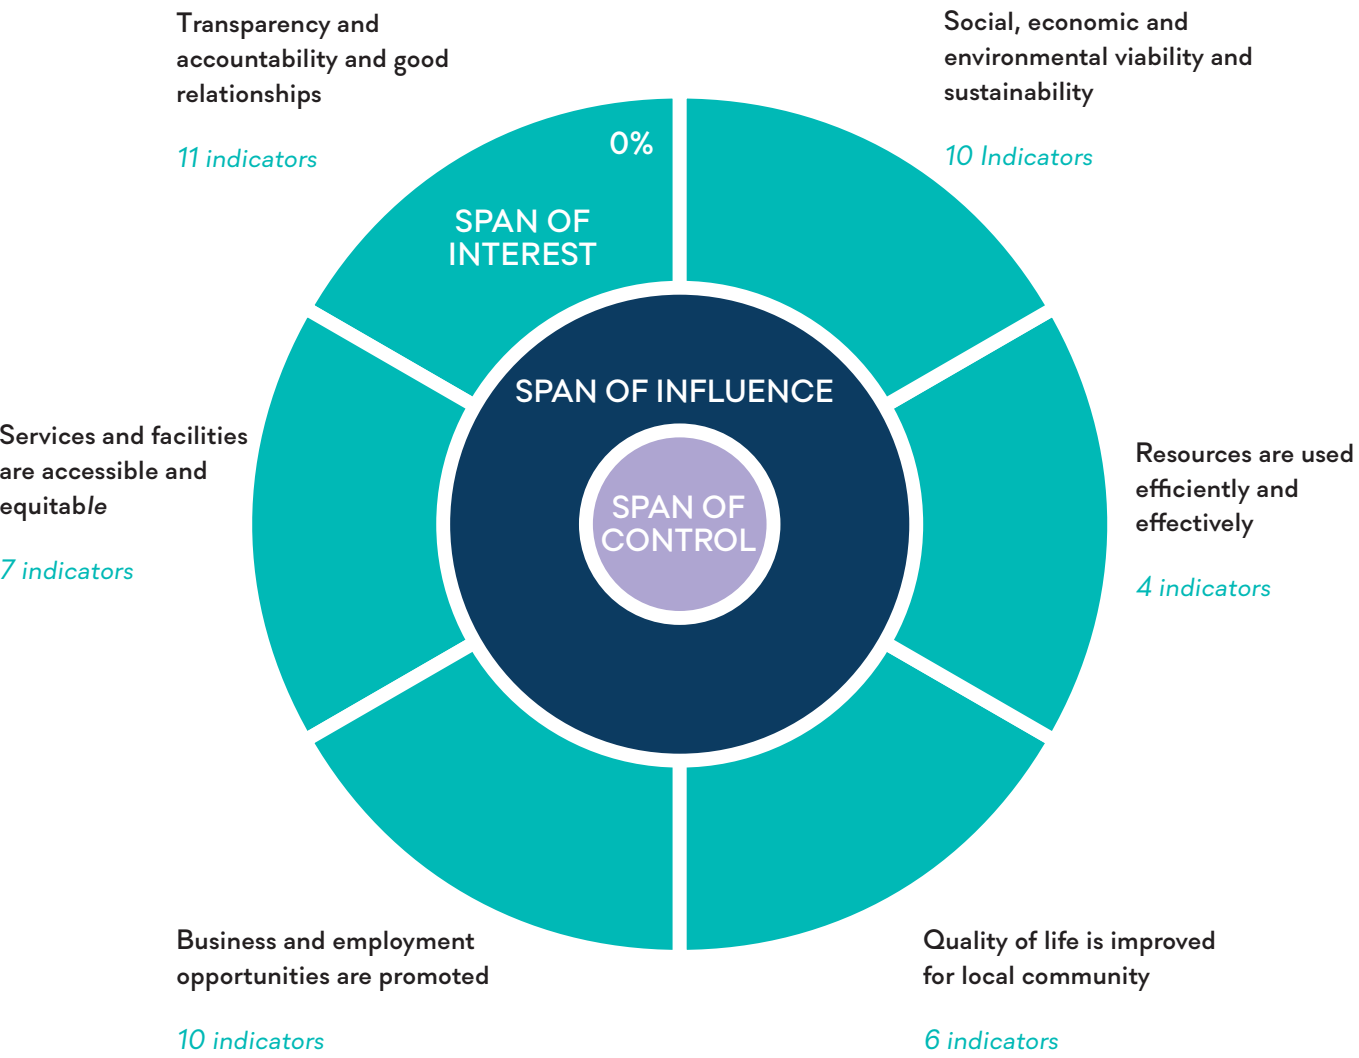 Transparency and
accountability and good
relationships
11 indicators
Social, economic and
environmental viability and
sustainability
10 Indicators
0%
SPAN OF
INTEREST
SPAN OF INFLUENCE
SPAN OF
CONTROL
Services and facilities
are accessible and
equitable
7 indicators
Resources are used
efficiently and
effectively
4 indicators
Business and employment
opportunities are promoted
10 indicators
Quality of life is improved
for local community
6 indicators